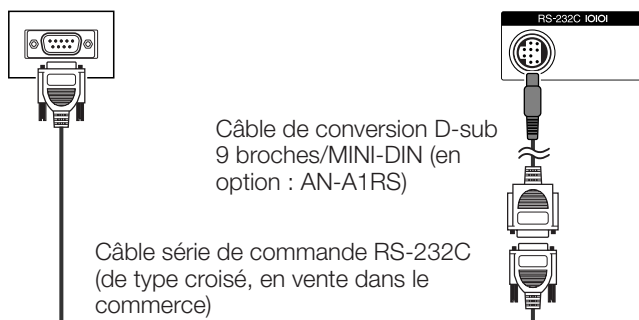 RS-232C IOIOI
Câble de conversion D-sub
9 broches/MINI-DIN (en
option : AN-A1RS)
Câble série de commande RS-232C
(de type croisé, en vente dans le
commerce)